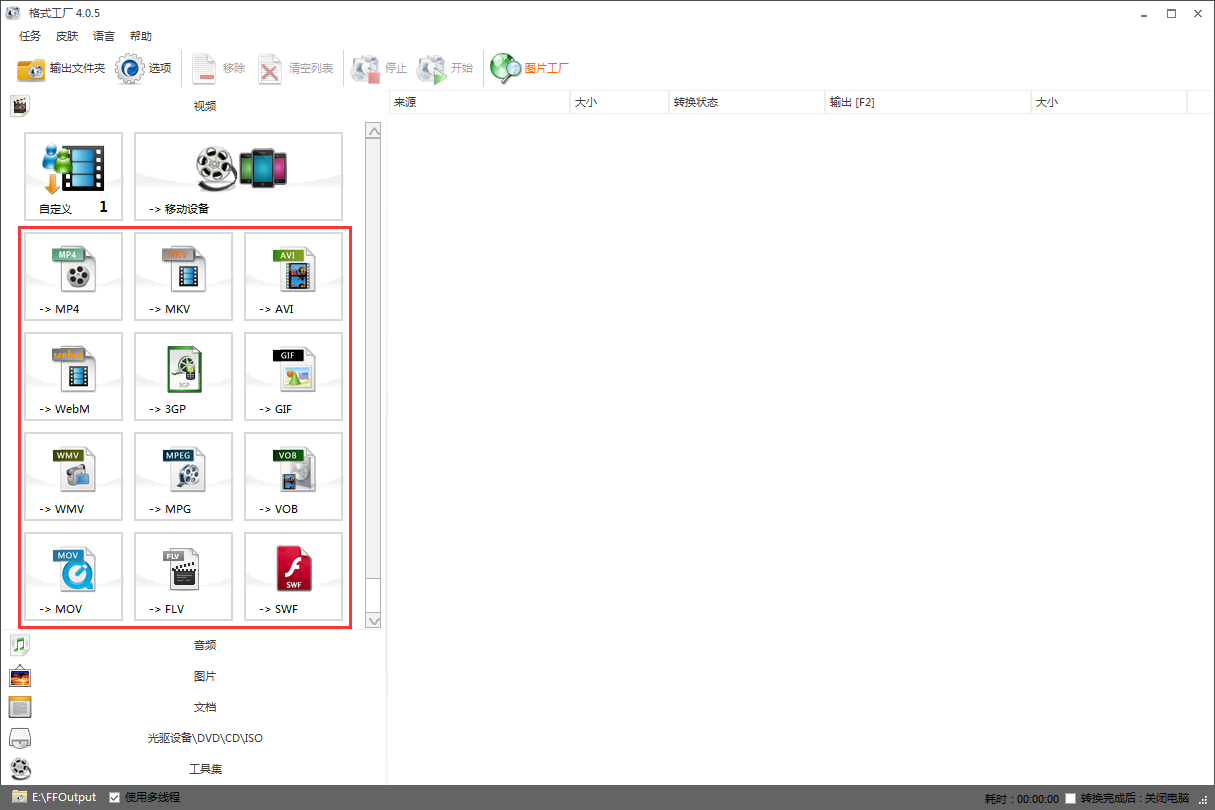 格式工厂 4.0.5
任务 皮肤 语言 帮助
输出文件夹 选项 移除 清空列表 停止 开始 图片工厂
视频
来源 大小 转换状态 输出 [F2] 大小
自定义 1
-> 移动设备
MP4 MKV AVI
-> MP4 -> MKV -> AVI
webm 3GP GIF
-> WebM -> 3GP -> GIF
WMV MPEG VOB
-> WMV -> MPG -> VOB
MOV FLV SWF
-> MOV -> FLV -> SWF
音频
图片
文档
光驱设备\DVD\CD\ISO
工具集
E:\FFOutput 使用多线程 耗时 : 00:00:00 转换完成后 : 关闭电脑